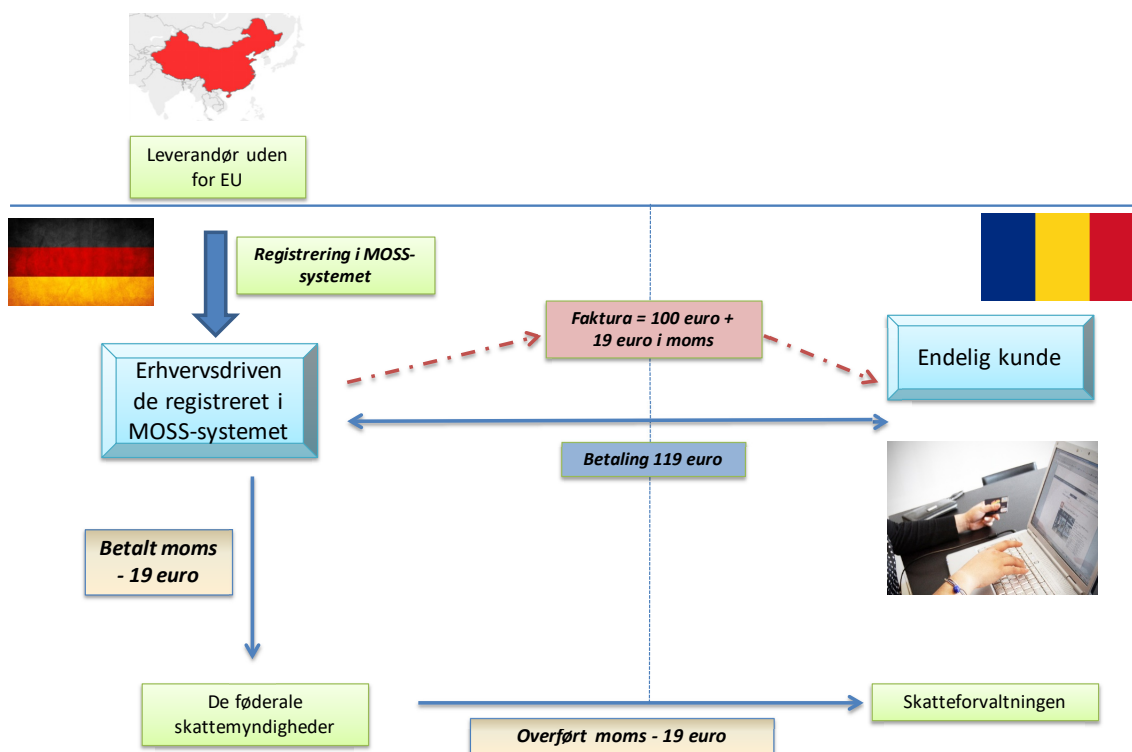 Leverandør uden
for EU
Registrering i MOSS-
systemet
Faktura = 100 euro +
19 euro i moms
Erhvervsdriven
de registreret i
MOSS-systemet
Endelig kunde
Betaling 119 euro
Betalt moms
- 19 euro
De føderale
skattemyndigheder
Skatteforvaltningen
Overført moms - 19 euro